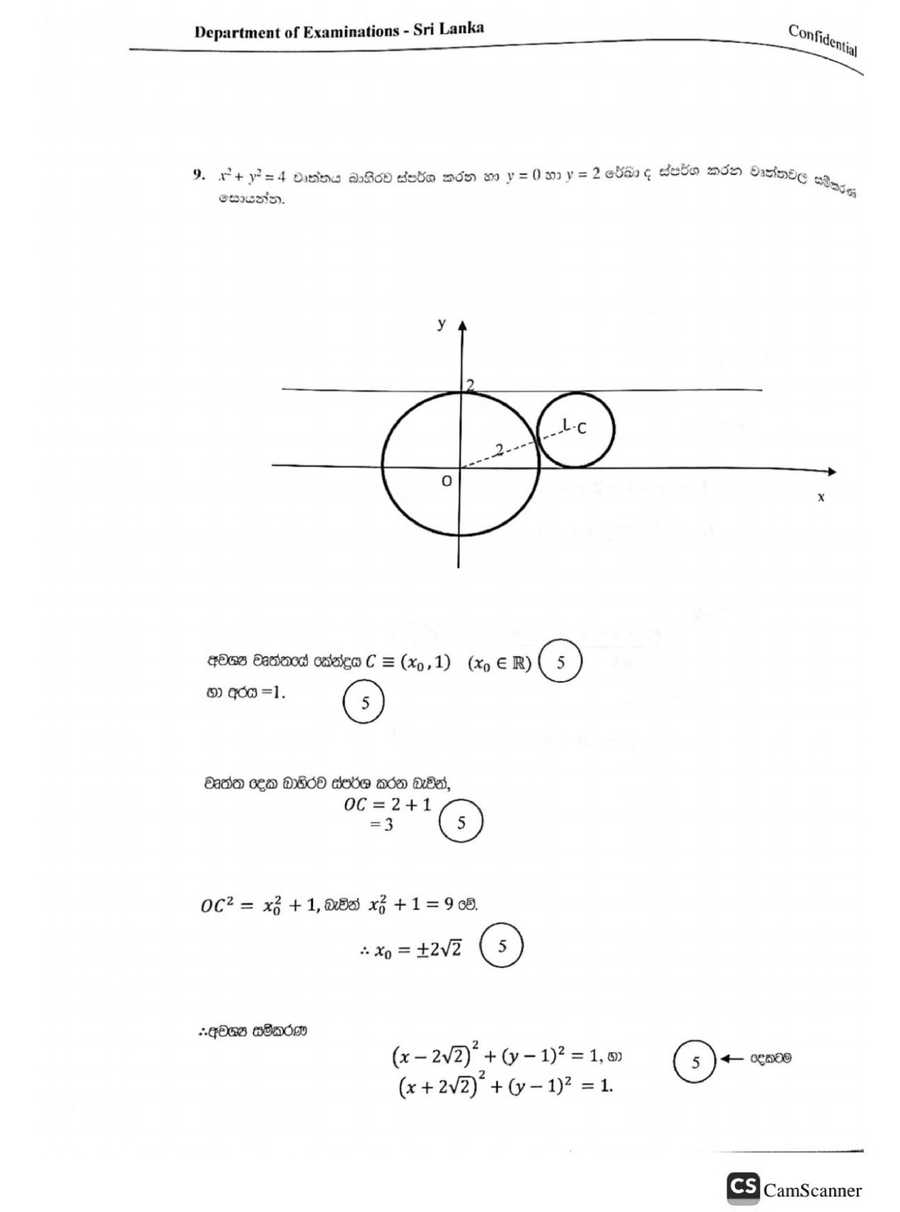 Department of Examinations - Sri Lanka
Confidential
9. x² + y² = 4 වෘත්තය බාහිරව ස්පර්ශ කරන හා y = 0 හා y = 2 රේඛා ද ස්පර්ශ කරන වෘත්තවල සමීකරණ
සොයන්න.
y
2
1
C
2
O
x
අවශ්‍ය වෘත්තයේ කේන්ද්‍රය C ≡ (x₀, 1) (x₀ ∈ ℝ) 5
හා අරය =1. 5
වෘත්ත දෙක බාහිරව ස්පර්ශ කරන බැවින්,
OC = 2 + 1
= 3 5
OC² = x₀² + 1, බැවින් x₀² + 1 = 9 වේ.
∴ x₀ = ±2√2 5
∴අවශ්‍ය සමීකරණ
(x − 2√2)² + (y − 1)² = 1, හා 5 ← දෙකටම
(x + 2√2)² + (y − 1)² = 1.
CS CamScanner